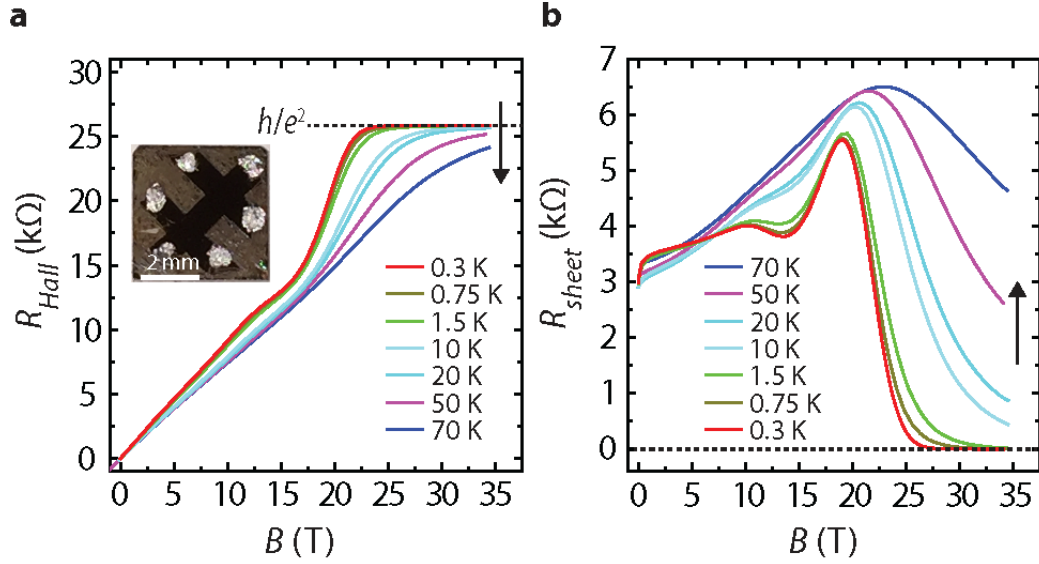 a
R_Hall (kΩ)
30
25
20
15
10
5
0
h/e²
2 mm
0.3 K
0.75 K
1.5 K
10 K
20 K
50 K
70 K
0 5 10 15 20 25 30 35
B (T)
b
R_sheet (kΩ)
7
6
5
4
3
2
1
0
70 K
50 K
20 K
10 K
1.5 K
0.75 K
0.3 K
0 5 10 15 20 25 30 35
B (T)